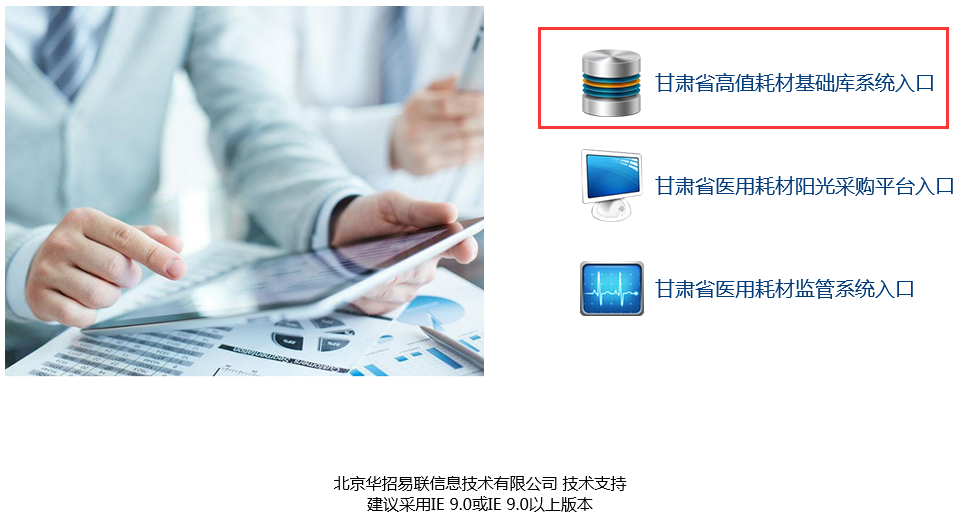 甘肃省高值耗材基础库系统入口
甘肃省医用耗材阳光采购平台入口
甘肃省医用耗材监管系统入口
北京华招易联信息技术有限公司 技术支持
建议采用IE 9.0或IE 9.0以上版本